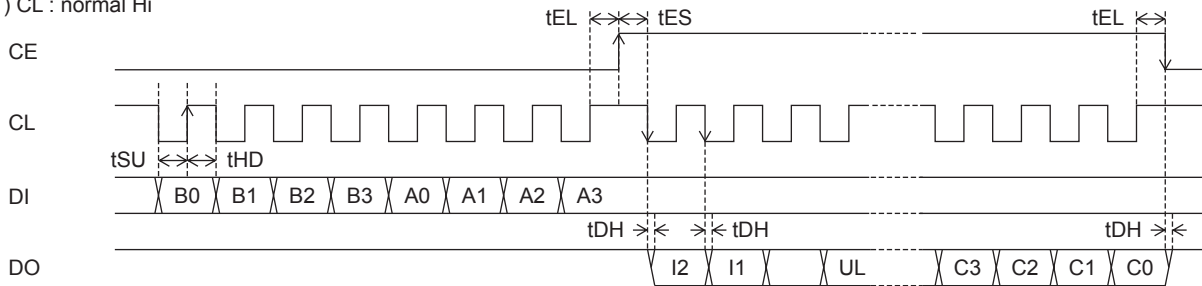 ) CL : normal Hi
tEL tES tEL
CE
CL
tSU tHD
DI B0 B1 B2 B3 A0 A1 A2 A3
tDH tDH tDH
DO I2 I1 UL C3 C2 C1 C0